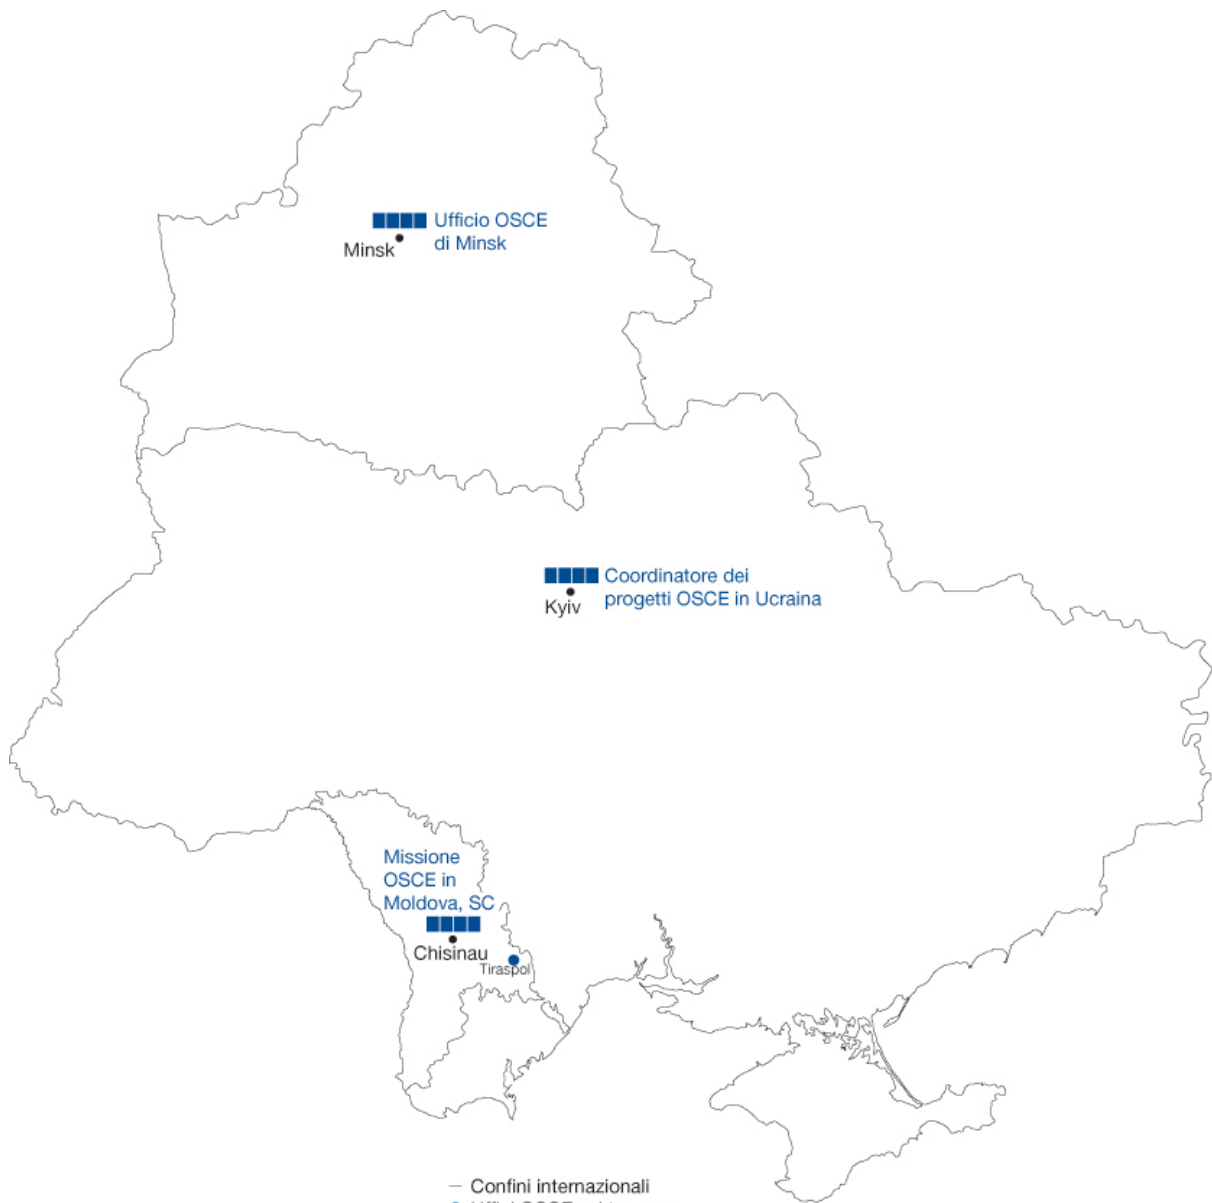 Ufficio OSCE
di Minsk
Minsk
Coordinatore dei
progetti OSCE in Ucraina
Kyiv
Missione
OSCE in
Moldova, SC
Chisinau
Tiraspol
Confini internazionali